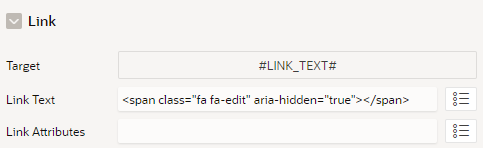 Link
Target #LINK_TEXT#
Link Text <span class="fa fa-edit" aria-hidden="true"></span>
Link Attributes